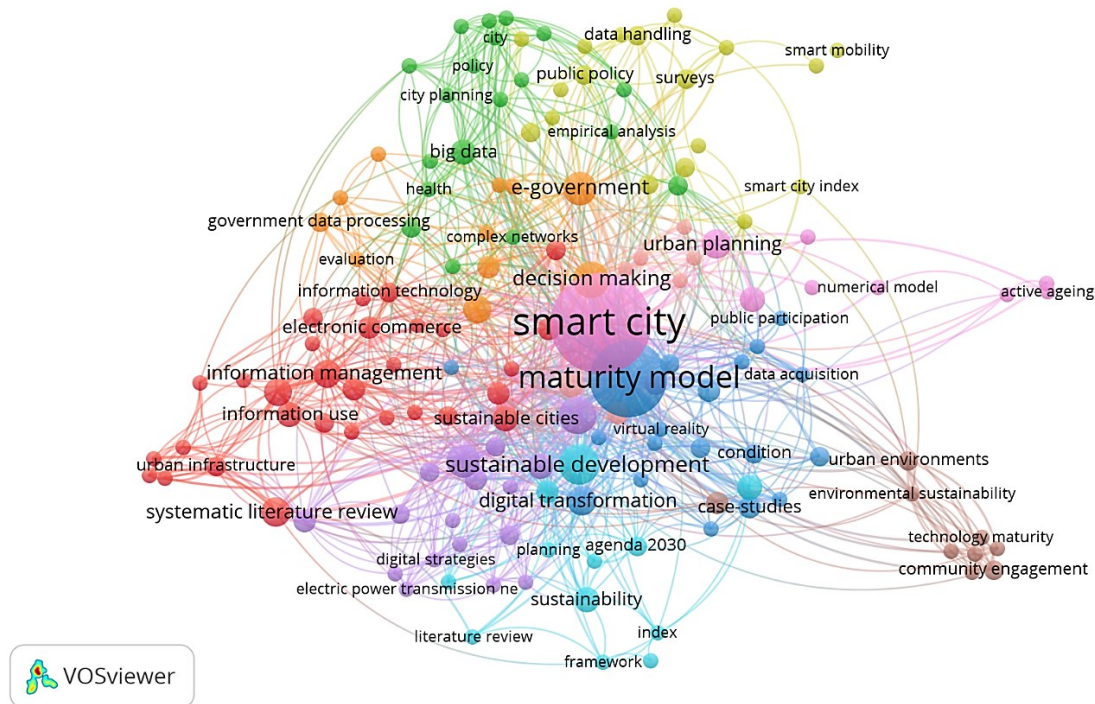 city
data handling
smart mobility
policy
public policy
surveys
city planning
empirical analysis
big data
e-government
smart city index
health
government data processing
complex networks
urban planning
evaluation
decision making
information technology
numerical model
active ageing
smart city
public participation
electronic commerce
information management
maturity model
data acquisition
information use
sustainable cities
virtual reality
condition
urban infrastructure
sustainable development
urban environments
environmental sustainability
digital transformation
case-studies
systematic literature review
technology maturity
planning
agenda 2030
digital strategies
community engagement
electric power transmission ne
sustainability
literature review
index
framework
VOSviewer